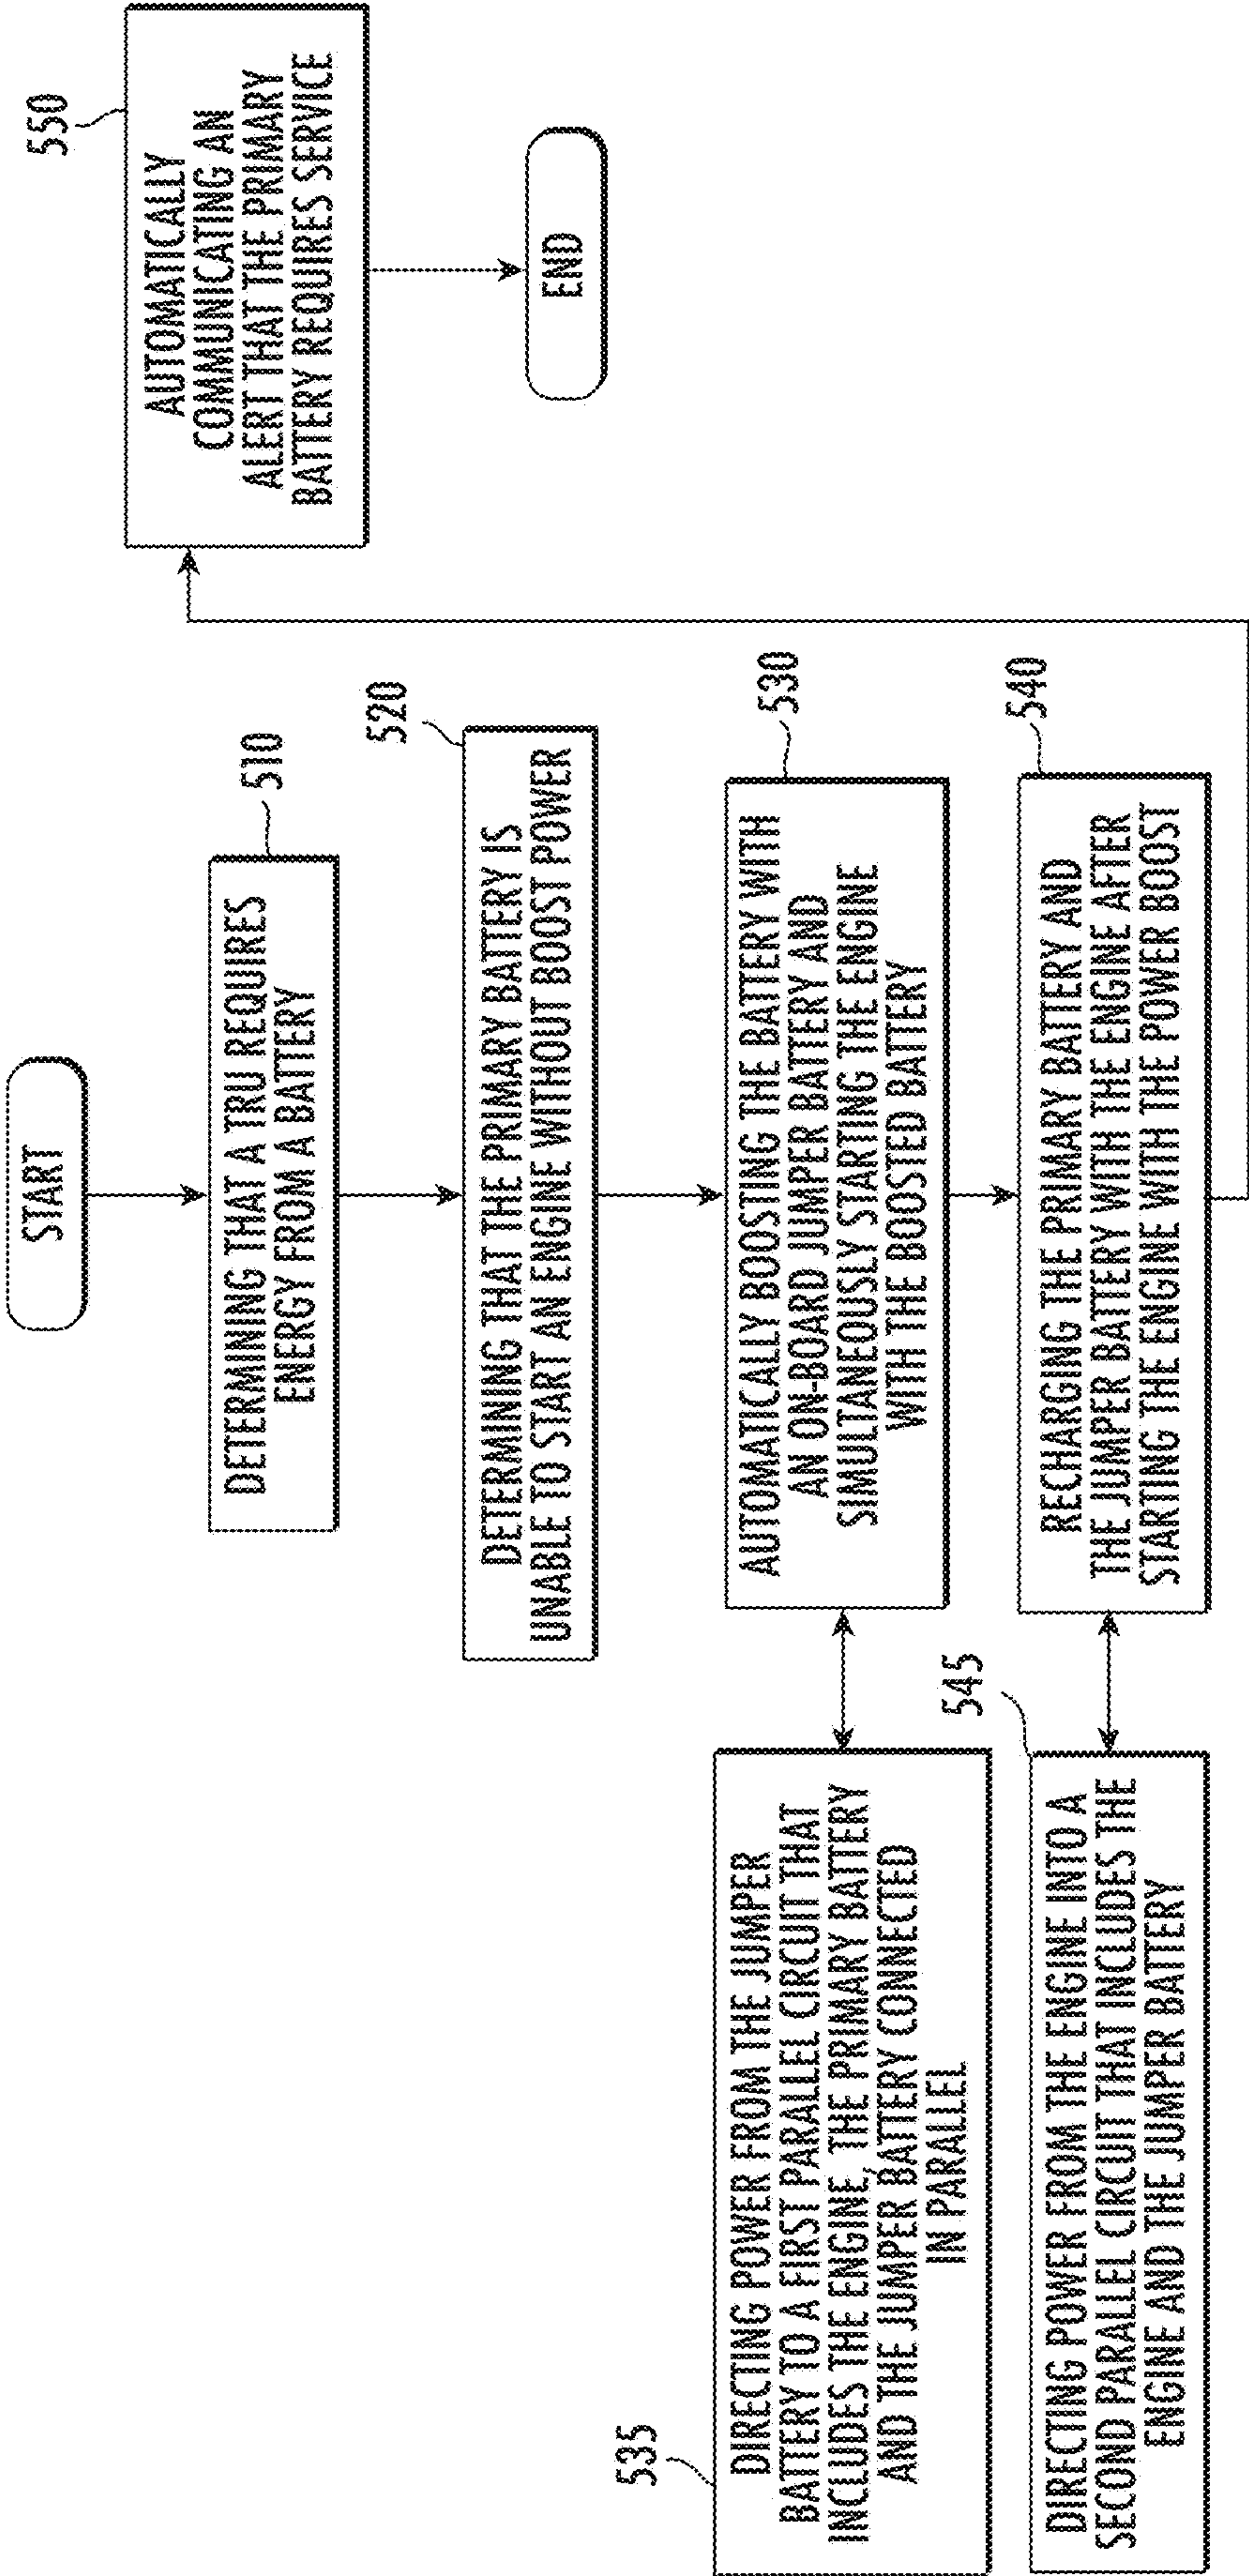 START
510
DETERMINING THAT A TRU REQUIRES
ENERGY FROM A BATTERY
520
DETERMINING THAT THE PRIMARY BATTERY IS
UNABLE TO START AN ENGINE WITHOUT BOOST POWER
530
AUTOMATICALLY BOOSTING THE BATTERY WITH
AN ON-BOARD JUMPER BATTERY AND
SIMULTANEOUSLY STARTING THE ENGINE
WITH THE BOOSTED BATTERY
535
DIRECTING POWER FROM THE JUMPER
BATTERY TO A FIRST PARALLEL CIRCUIT THAT
INCLUDES THE ENGINE, THE PRIMARY BATTERY
AND THE JUMPER BATTERY CONNECTED
IN PARALLEL
540
RECHARGING THE PRIMARY BATTERY AND
THE JUMPER BATTERY WITH THE ENGINE AFTER
STARTING THE ENGINE WITH THE POWER BOOST
545
DIRECTING POWER FROM THE ENGINE INTO A
SECOND PARALLEL CIRCUIT THAT INCLUDES THE
ENGINE AND THE JUMPER BATTERY
550
AUTOMATICALLY
COMMUNICATING AN
ALERT THAT THE PRIMARY
BATTERY REQUIRES SERVICE
END